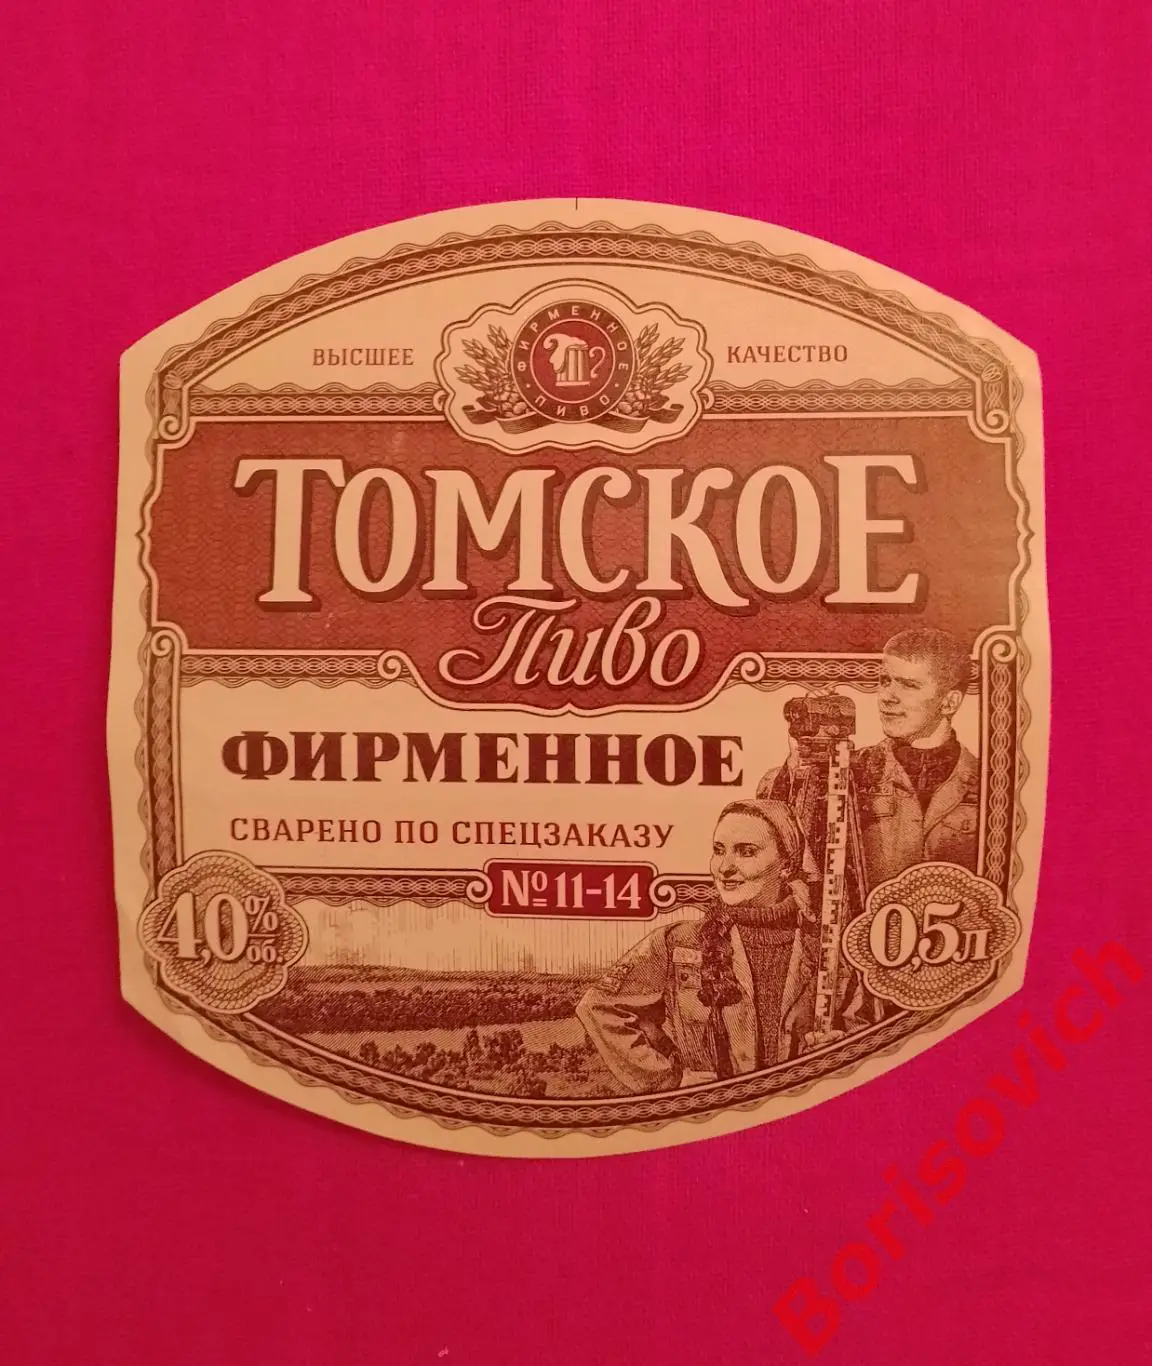 ВЫСШЕЕ КАЧЕСТВО
ФИРМЕННОЕ
ПИВО
ТОМСКОЕ
Пиво
ФИРМЕННОЕ
СВАРЕНО ПО СПЕЦЗАКАЗУ
№11-14
4,0% об.
0,5л
Borisovich